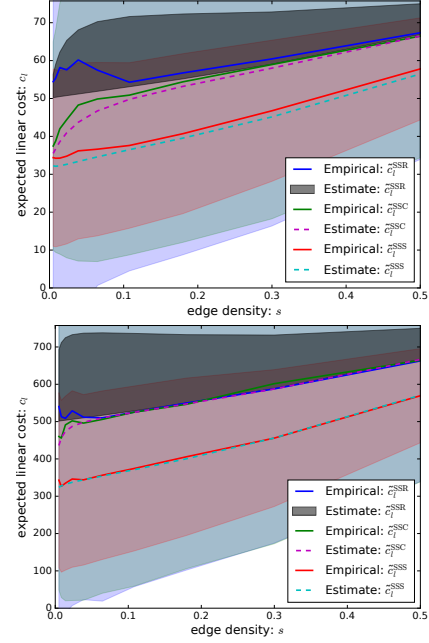 70
60
50
40
30
20
10
0
expected linear cost: c_l
0.0 0.1 0.2 0.3 0.4 0.5
edge density: s
Empirical: c̄_l^SSR
Estimate: c̄_l^SSR
Empirical: c̄_l^SSC
Estimate: c̄_l^SSC
Empirical: c̄_l^SSS
Estimate: c̄_l^SSS
700
600
500
400
300
200
100
0
expected linear cost: c_l
0.0 0.1 0.2 0.3 0.4 0.5
edge density: s
Empirical: c̄_l^SSR
Estimate: c̄_l^SSR
Empirical: c̄_l^SSC
Estimate: c̄_l^SSC
Empirical: c̄_l^SSS
Estimate: c̄_l^SSS